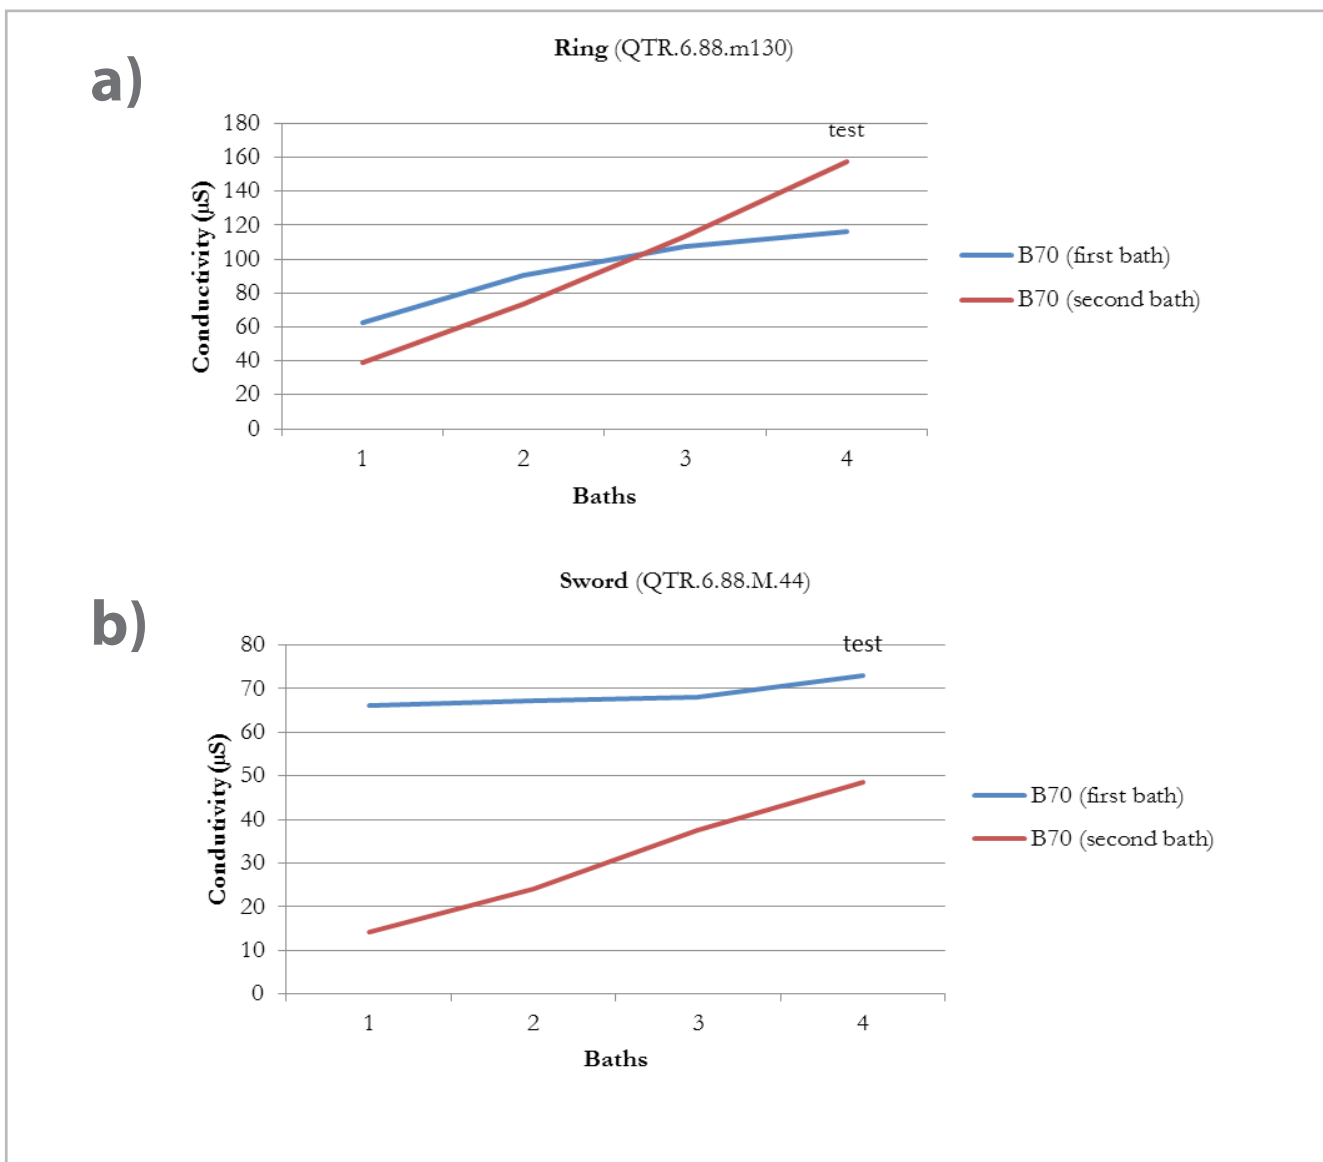 a)
Ring (QTR.6.88.m130)
test
180
160
140
120
100
80
60
40
20
0
Conductivity (µS)
1 2 3 4
Baths
B70 (first bath)
B70 (second bath)
b)
Sword (QTR.6.88.M.44)
test
80
70
60
50
40
30
20
10
0
Condutivity (µS)
1 2 3 4
Baths
B70 (first bath)
B70 (second bath)